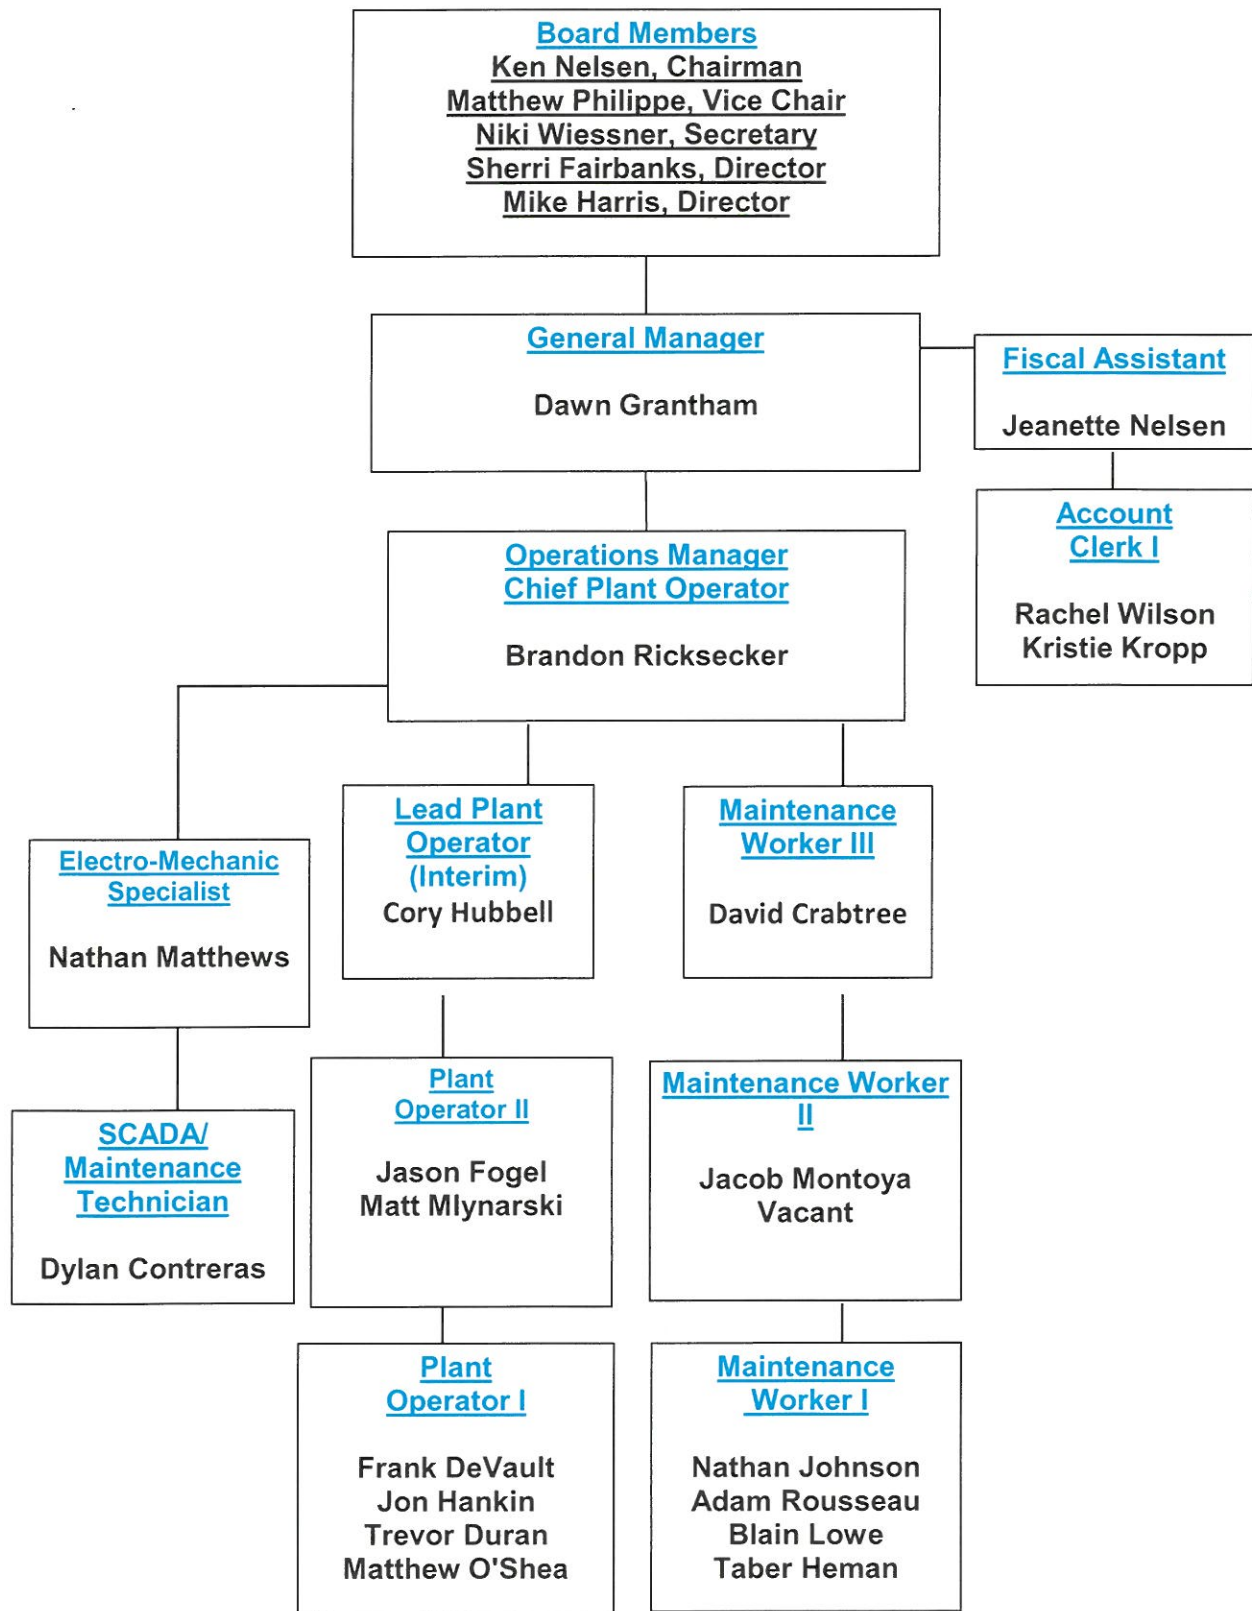 Board Members
Ken Nelsen, Chairman
Matthew Philippe, Vice Chair
Niki Wiessner, Secretary
Sherri Fairbanks, Director
Mike Harris, Director
General Manager
Dawn Grantham
Fiscal Assistant
Jeanette Nelsen
Account
Clerk I
Rachel Wilson
Kristie Kropp
Operations Manager
Chief Plant Operator
Brandon Ricksecker
Electro-Mechanic
Specialist
Nathan Matthews
Lead Plant
Operator
(Interim)
Cory Hubbell
Maintenance
Worker III
David Crabtree
SCADA/
Maintenance
Technician
Dylan Contreras
Plant
Operator II
Jason Fogel
Matt Mlynarski
Maintenance Worker
II
Jacob Montoya
Vacant
Plant
Operator I
Frank DeVault
Jon Hankin
Trevor Duran
Matthew O'Shea
Maintenance
Worker I
Nathan Johnson
Adam Rousseau
Blain Lowe
Taber Heman